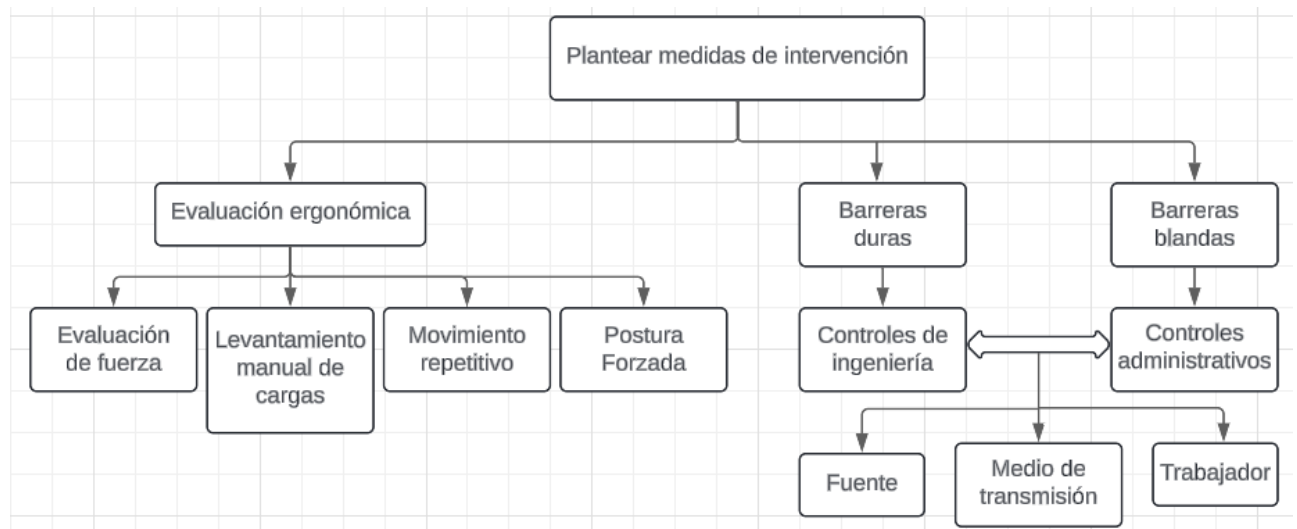 Plantear medidas de intervención
Evaluación ergonómica
Barreras
duras
Barreras
blandas
Evaluación
de fuerza
Levantamiento
manual de
cargas
Movimiento
repetitivo
Postura
Forzada
Controles de
ingeniería
Controles
administrativos
Fuente
Medio de
transmisión
Trabajador